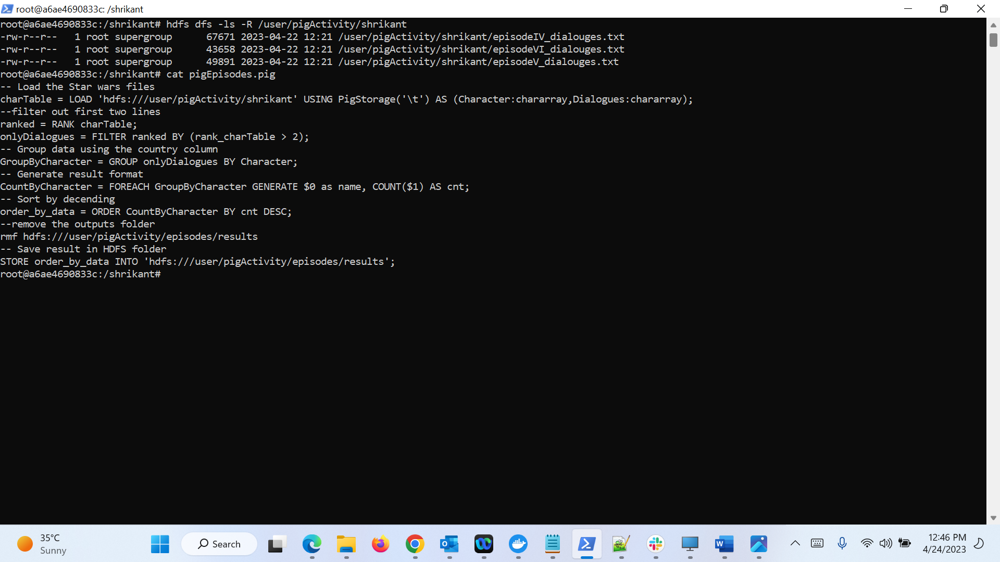 root@a6ae4690833c: /shrikant
root@a6ae4690833c:/shrikant# hdfs dfs -ls -R /user/pigActivity/shrikant
-rw-r--r--   1 root supergroup      67671 2023-04-22 12:21 /user/pigActivity/shrikant/episodeIV_dialouges.txt
-rw-r--r--   1 root supergroup      43658 2023-04-22 12:21 /user/pigActivity/shrikant/episodeVI_dialouges.txt
-rw-r--r--   1 root supergroup      49891 2023-04-22 12:21 /user/pigActivity/shrikant/episodeV_dialouges.txt
root@a6ae4690833c:/shrikant# cat pigEpisodes.pig
-- Load the Star wars files
charTable = LOAD 'hdfs:///user/pigActivity/shrikant' USING PigStorage('\t') AS (Character:chararray,Dialogues:chararray);
--filter out first two lines
ranked = RANK charTable;
onlyDialogues = FILTER ranked BY (rank_charTable > 2);
-- Group data using the country column
GroupByCharacter = GROUP onlyDialogues BY Character;
-- Generate result format
CountByCharacter = FOREACH GroupByCharacter GENERATE $0 as name, COUNT($1) AS cnt;
-- Sort by decending
order_by_data = ORDER CountByCharacter BY cnt DESC;
--remove the outputs folder
rmf hdfs:///user/pigActivity/episodes/results
-- Save result in HDFS folder
STORE order_by_data INTO 'hdfs:///user/pigActivity/episodes/results';
root@a6ae4690833c:/shrikant#
35°C
Sunny
Search
12:46 PM
4/24/2023